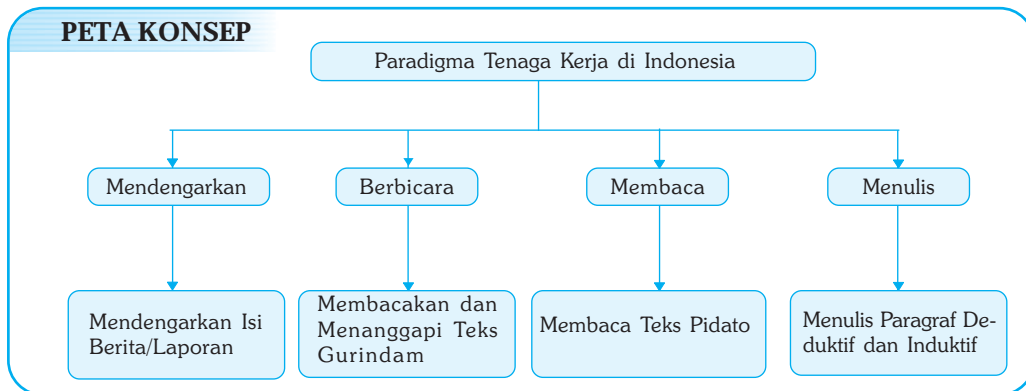 PETA KONSEP
Paradigma Tenaga Kerja di Indonesia
Mendengarkan
Berbicara
Membaca
Menulis
Mendengarkan Isi
Berita/Laporan
Membacakan dan
Menanggapi Teks
Gurindam
Membaca Teks Pidato
Menulis Paragraf De-
duktif dan Induktif